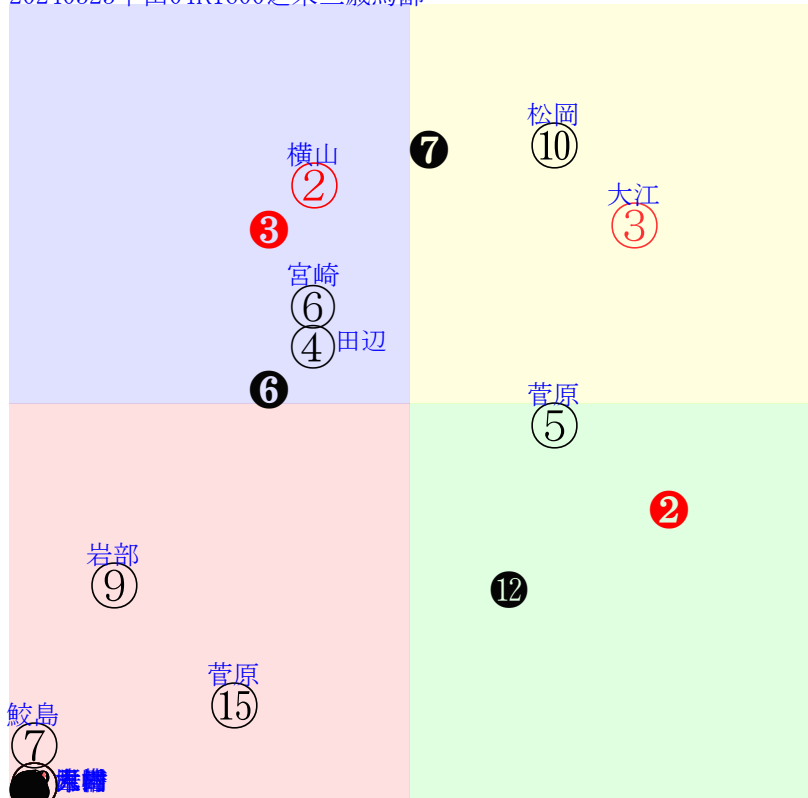 松岡
❼
⑩
横山
②
大江
❸
③
宮崎
⑥
④田辺
❻
菅原
⑤
❷
岩部
⑨
⓬
菅原
⑮
鮫島
⑦